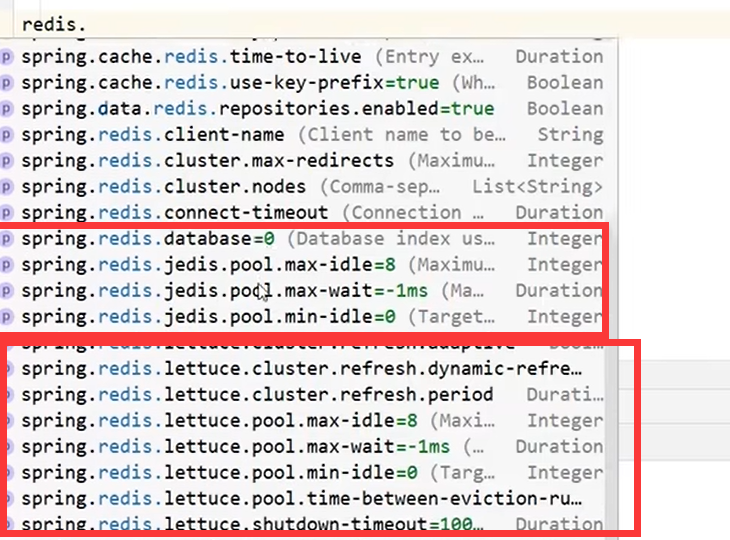 redis.
p spring.cache.redis.time-to-live (Entry ex… Duration
p spring.cache.redis.use-key-prefix=true (Wh… Boolean
p spring.data.redis.repositories.enabled=true Boolean
p spring.redis.client-name (Client name to be… String
p spring.redis.cluster.max-redirects (Maximu… Integer
p spring.redis.cluster.nodes (Comma-sep… List<String>
p spring.redis.connect-timeout (Connection … Duration
p spring.redis.database=0 (Database index us… Integer
p spring.redis.jedis.pool.max-idle=8 (Maximu… Integer
p spring.redis.jedis.pool.max-wait=-1ms (Ma… Duration
p spring.redis.jedis.pool.min-idle=0 (Target… Integer
spring.redis.lettuce.cluster.refresh.adaptive Bool…
p spring.redis.lettuce.cluster.refresh.dynamic-refre…
p spring.redis.lettuce.cluster.refresh.period Durati…
p spring.redis.lettuce.pool.max-idle=8 (Maxi… Integer
p spring.redis.lettuce.pool.max-wait=-1ms (… Duration
p spring.redis.lettuce.pool.min-idle=0 (Targ… Integer
p spring.redis.lettuce.pool.time-between-eviction-ru…
p spring.redis.lettuce.shutdown-timeout=100… Duration